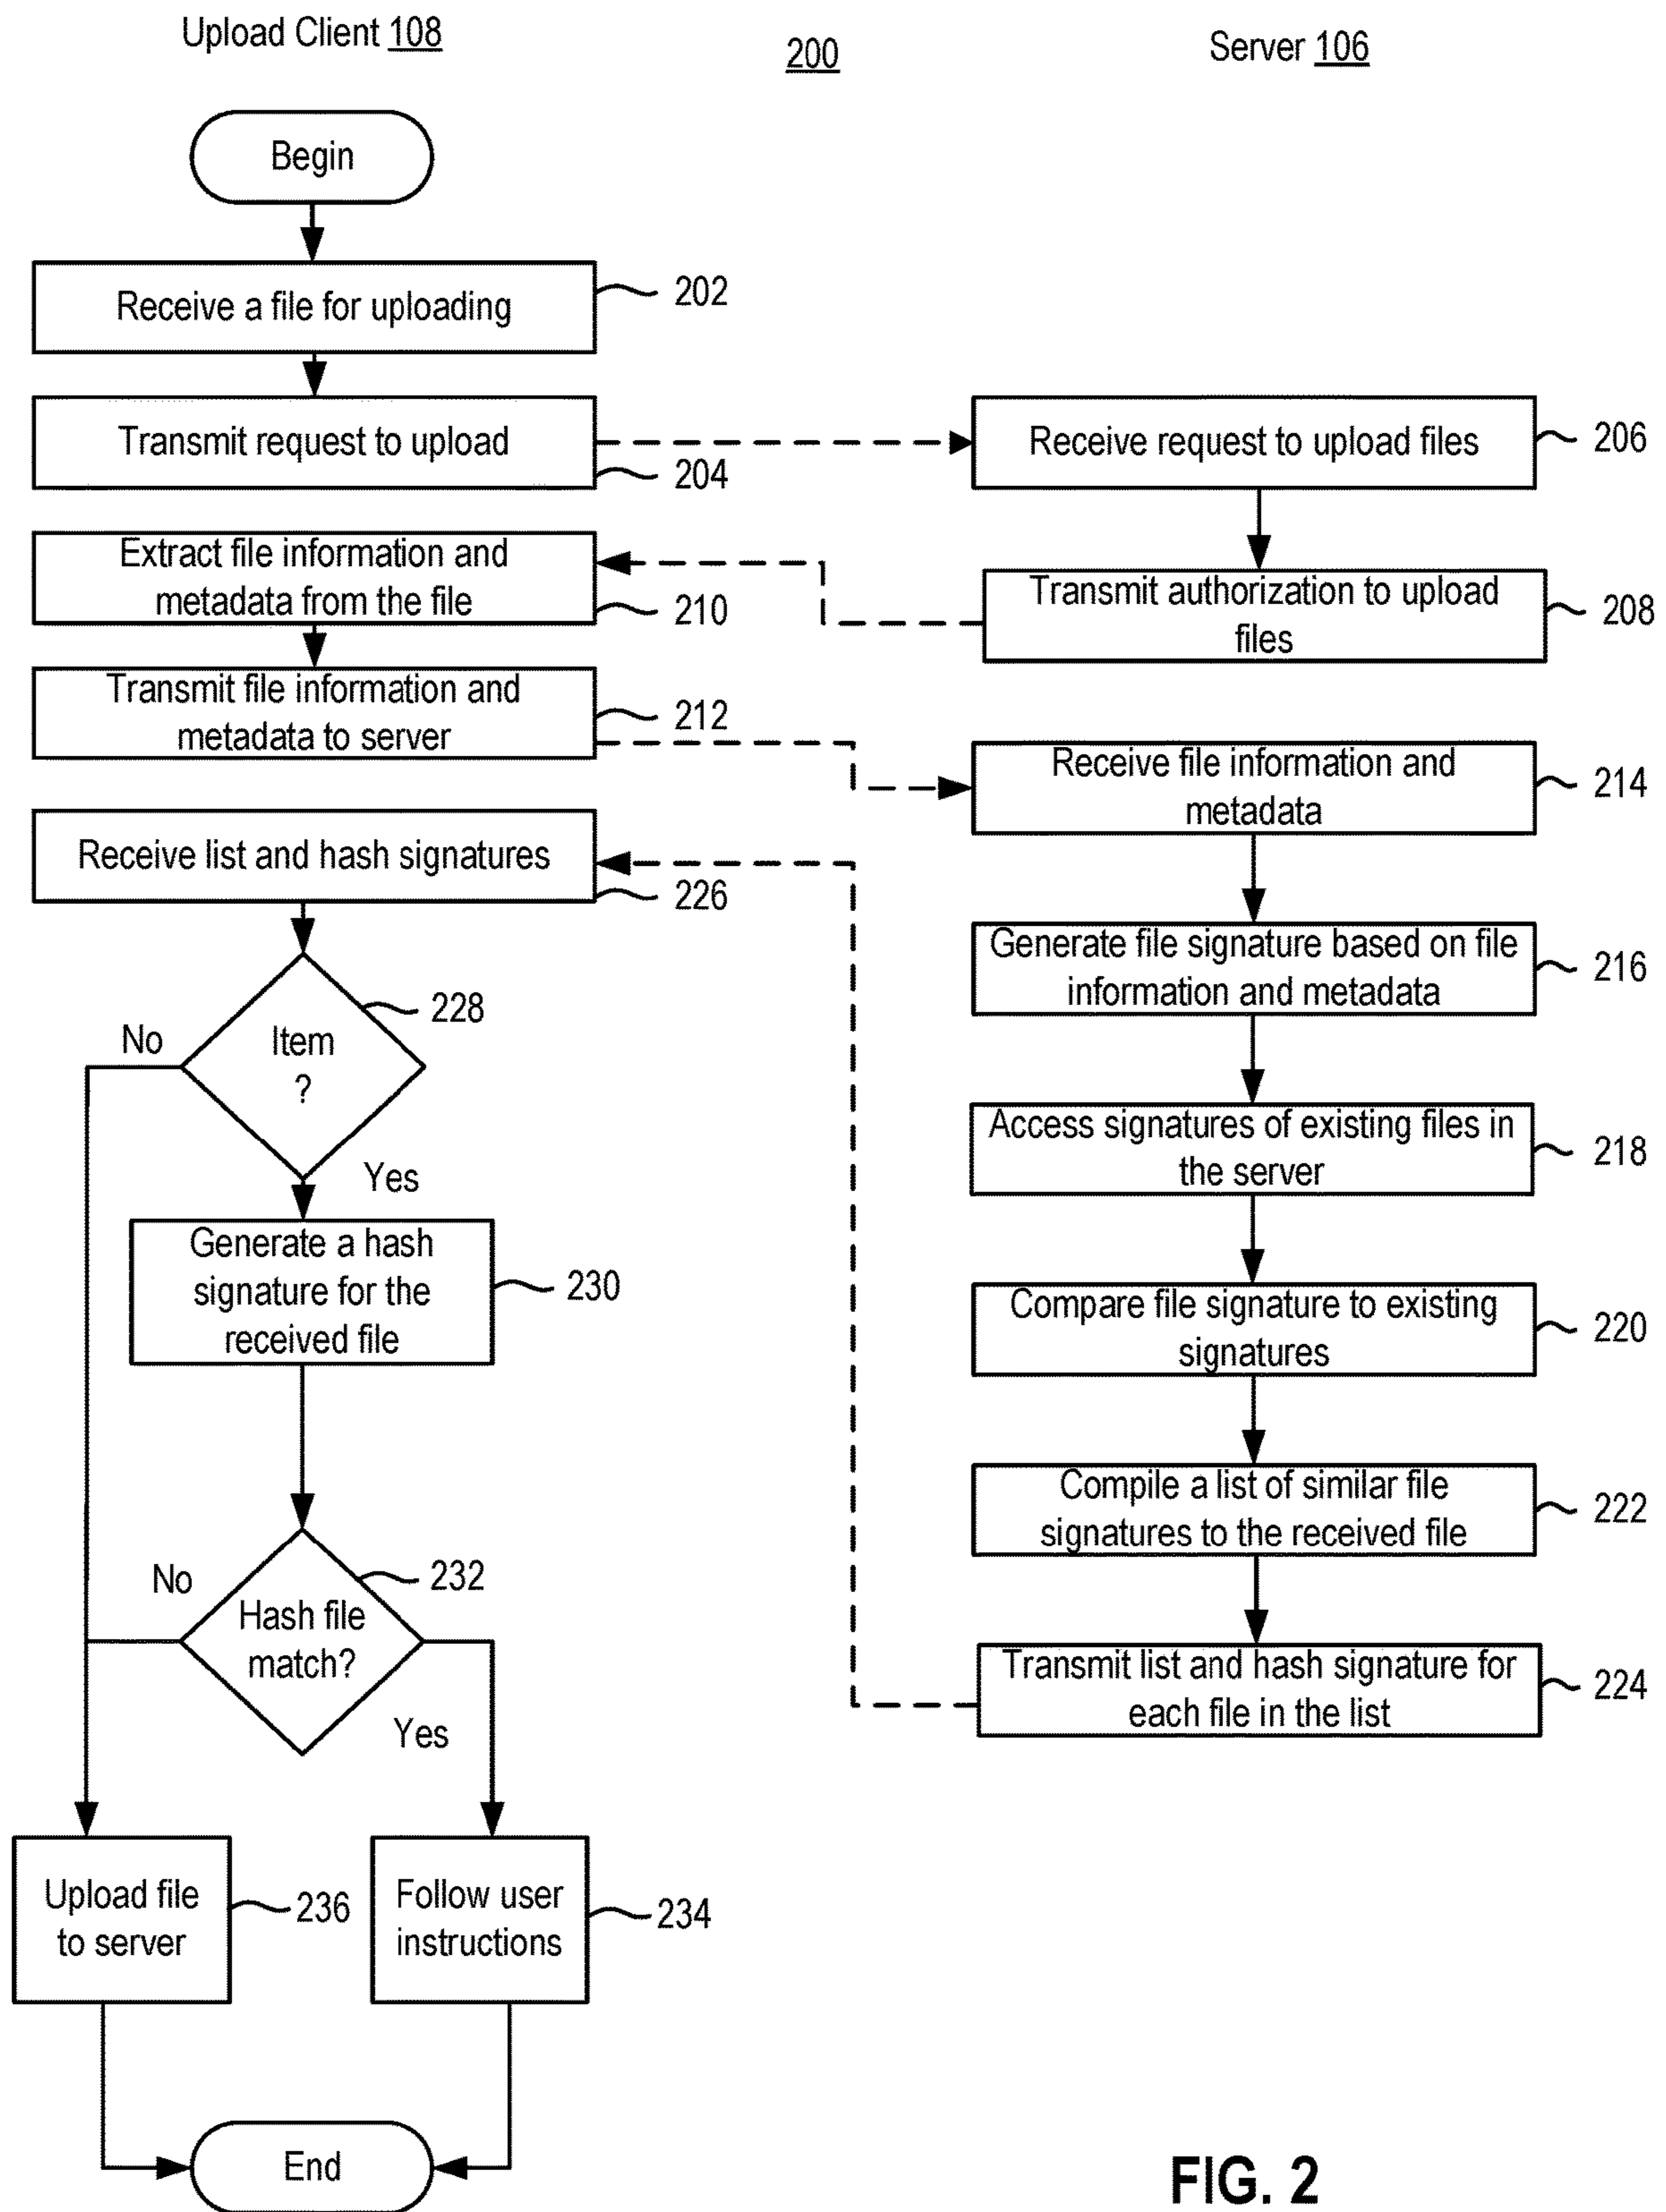 Upload Client 108
200
Server 106
Begin
Receive a file for uploading
202
Transmit request to upload
204
Receive request to upload files
206
Extract file information and
metadata from the file
210
Transmit authorization to upload
files
208
Transmit file information and
metadata to server
212
Receive file information and
metadata
214
Receive list and hash signatures
226
Generate file signature based on file
information and metadata
216
228
No
Item
?
Yes
Access signatures of existing files in
the server
218
Generate a hash
signature for the
received file
230
Compare file signature to existing
signatures
220
Compile a list of similar file
signatures to the received file
222
No
232
Hash file
match?
Yes
Transmit list and hash signature for
each file in the list
224
Upload file
to server
236
Follow user
instructions
234
End
FIG. 2